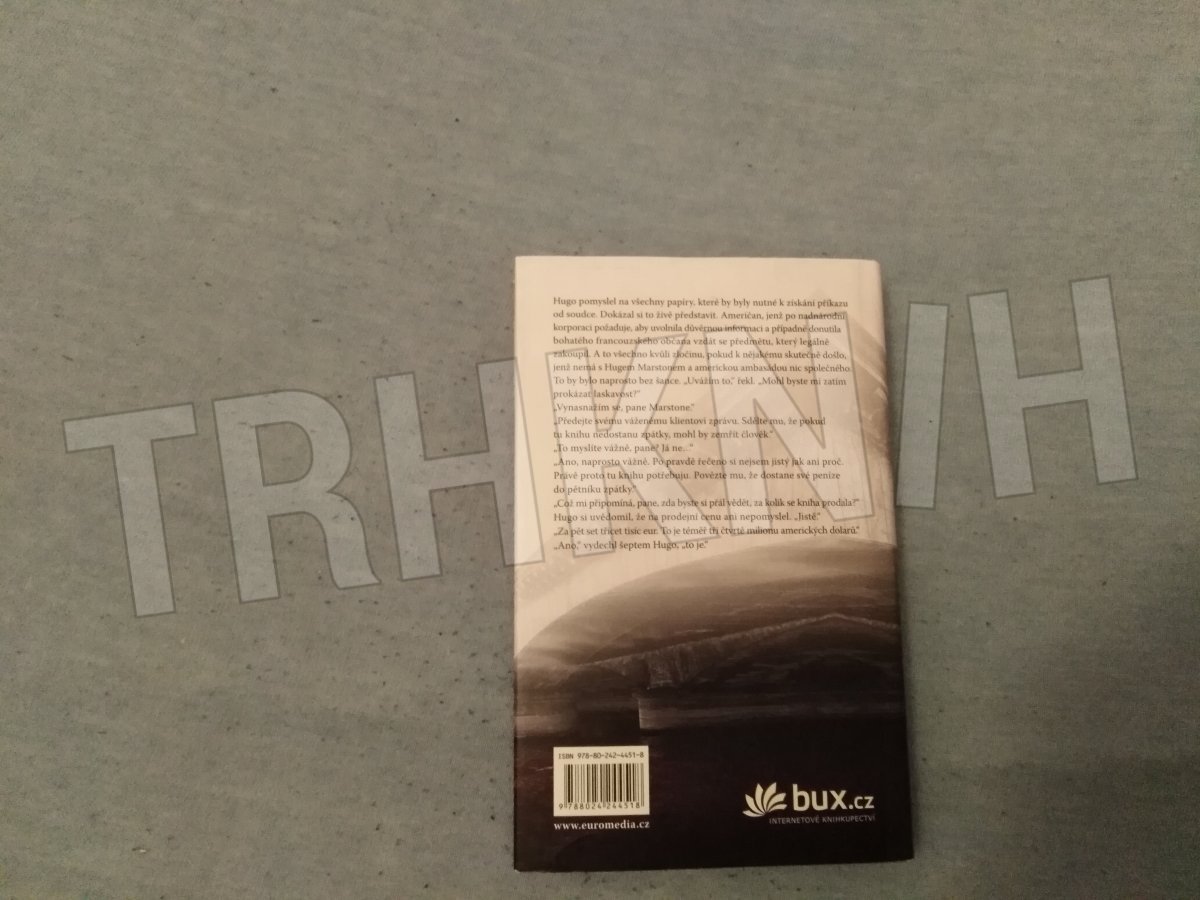 Hugo pomyslel na všechny papíry, které by byly nutné k získání příkazu
od soudce. Dokázal si to živě představit. Američan, jenž po nadnárodní
korporaci požaduje, aby uvolnila důvěrnou informaci a případně donutila
bohatého francouzského občana vzdát se předmětu, který legálně
zakoupil. A to všechno kvůli zločinu, pokud k nějakému skutečně došlo,
jenž nemá s Hugem Marstonem a americkou ambasádou nic společného.
To by bylo naprosto bez šance. „Uvážím to,“ řekl. „Mohl byste mi zatím
prokázat laskavost?“
„Vynasnažím se, pane Marstone.“
„Předejte svému váženému klientovi zprávu. Sdělte mu, že pokud
tu knihu nedostanu zpátky, mohl by zemřít člověk.“
„To myslíte vážně, pane? Já ne...“
„Ano, naprosto vážně. Po pravdě řečeno si nejsem jistý jak ani proč.
Právě proto tu knihu potřebuju. Povězte mu, že dostane své peníze
do pětníku zpátky.“
„Což mi připomíná, pane, zda byste si přál vědět, za kolik se kniha prodala?“
Hugo si uvědomil, že na prodejní cenu ani nepomyslel. „Jistě.“
„Za pět set třicet tisíc eur. To je téměř tři čtvrtě milionu amerických dolarů.“
„Ano,“ vydechl šeptem Hugo, „to je.“
TRHKNIH
ISBN 978-80-242-4451-8
9 788024 244518
www.euromedia.cz
bux.cz
INTERNETOVÉ KNIHKUPECTVÍ